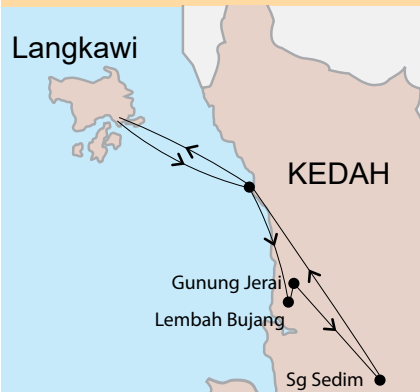 Langkawi
KEDAH
Gunung Jerai
Lembah Bujang
Sg Sedim